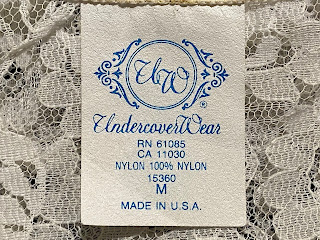 UW
®
UndercoverWear
RN 61085
CA 11030
NYLON 100% NYLON
15360
M
MADE IN U.S.A.